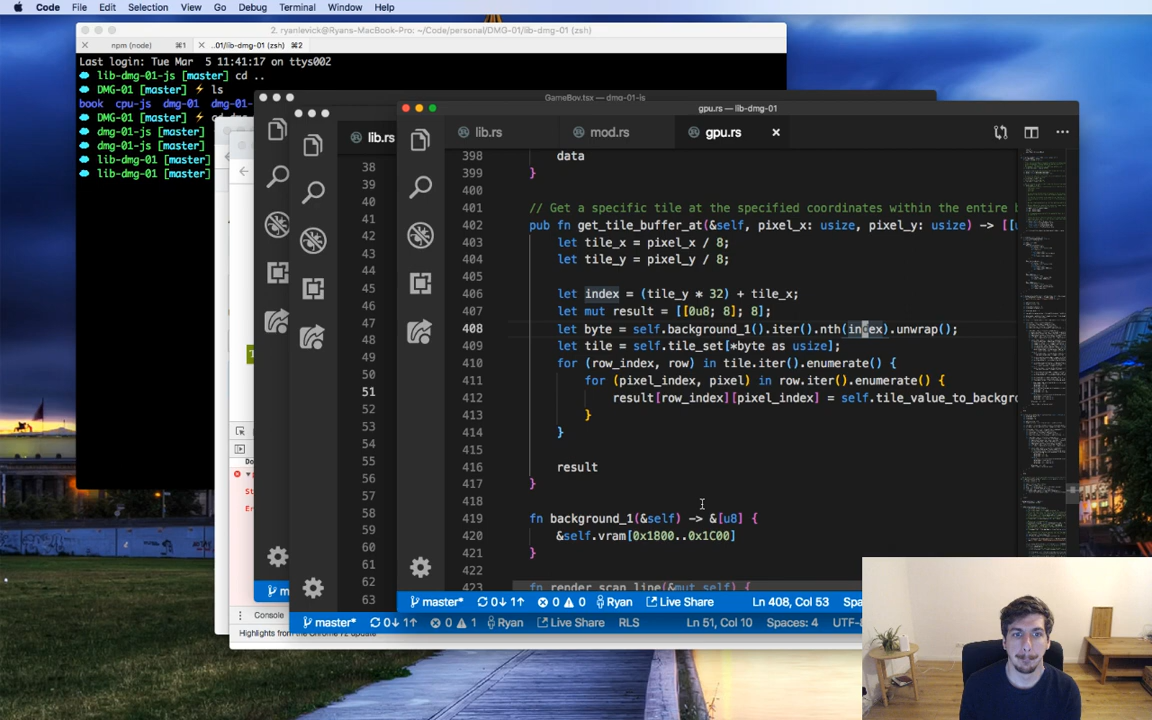 Code File Edit Selection View Go Debug Terminal Window Help
2. ryanlevick@Ryans-MacBook-Pro: ~/Code/personal/DMG-01/lib-dmg-01 (zsh)
npm (node) ⌘1 ..01/lib-dmg-01 (zsh) ⌘2
Last login: Tue Mar 5 11:41:17 on ttys002
lib-dmg-01-js [master] cd ..
DMG-01 [master] ⚡ ls
book cpu-js dmg-01 dmg-01-
DMG-01 [master] ⚡
dmg-01-js [master]
dmg-01-js [master]
lib-dmg-01 [master]
lib-dmg-01 [master]
GameBoy.tsx — dmg-01-js
lib.rs
38
39
40
41
42
43
44
45
46
47
48
49
50
51
52
53
54
55
56
57
58
59
60
61
62
63
gpu.rs — lib-dmg-01
lib.rs mod.rs gpu.rs
398 data
399 }
400
401 // Get a specific tile at the specified coordinates within the entire
402 pub fn get_tile_buffer_at(&self, pixel_x: usize, pixel_y: usize) -> [[u
403 let tile_x = pixel_x / 8;
404 let tile_y = pixel_y / 8;
405
406 let index = (tile_y * 32) + tile_x;
407 let mut result = [[0u8; 8]; 8];
408 let byte = self.background_1().iter().nth(index).unwrap();
409 let tile = self.tile_set[*byte as usize];
410 for (row_index, row) in tile.iter().enumerate() {
411 for (pixel_index, pixel) in row.iter().enumerate() {
412 result[row_index][pixel_index] = self.tile_value_to_backgro
413 }
414 }
415
416 result
417 }
418
419 fn background_1(&self) -> &[u8] {
420 &self.vram[0x1800..0x1C00]
421 }
422
423 fn render_scan_line(&mut self) {
master* 0↓ 1↑ 0 0 Ryan Live Share Ln 408, Col 53 Spa
master* 0↓ 1↑ 0 1 Ryan Live Share RLS Ln 51, Col 10 Spaces: 4 UTF-
Console
Highlights from the Chrome 72 update